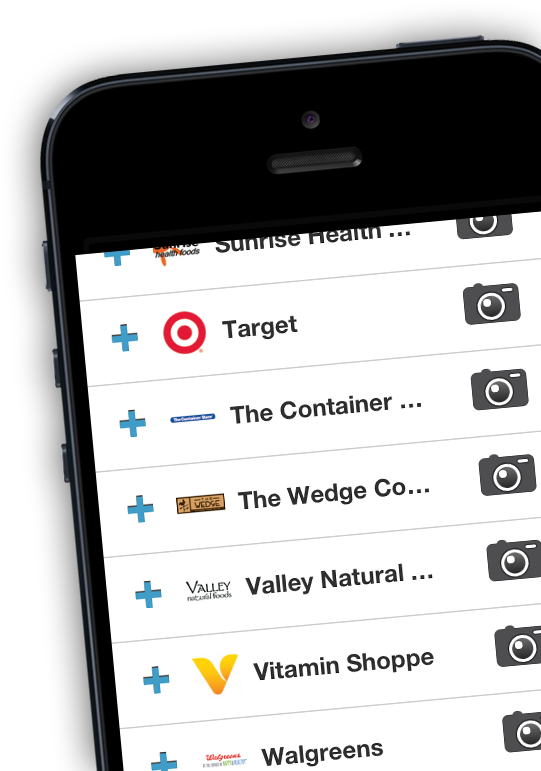 Sunrise
health foods
Sunrise Health ...
Target
The Container Store
The Container ...
THE
WEDGE
The Wedge Co...
VALLEY
natural foods
Valley Natural ...
Vitamin Shoppe
Walgreens
Walgreens